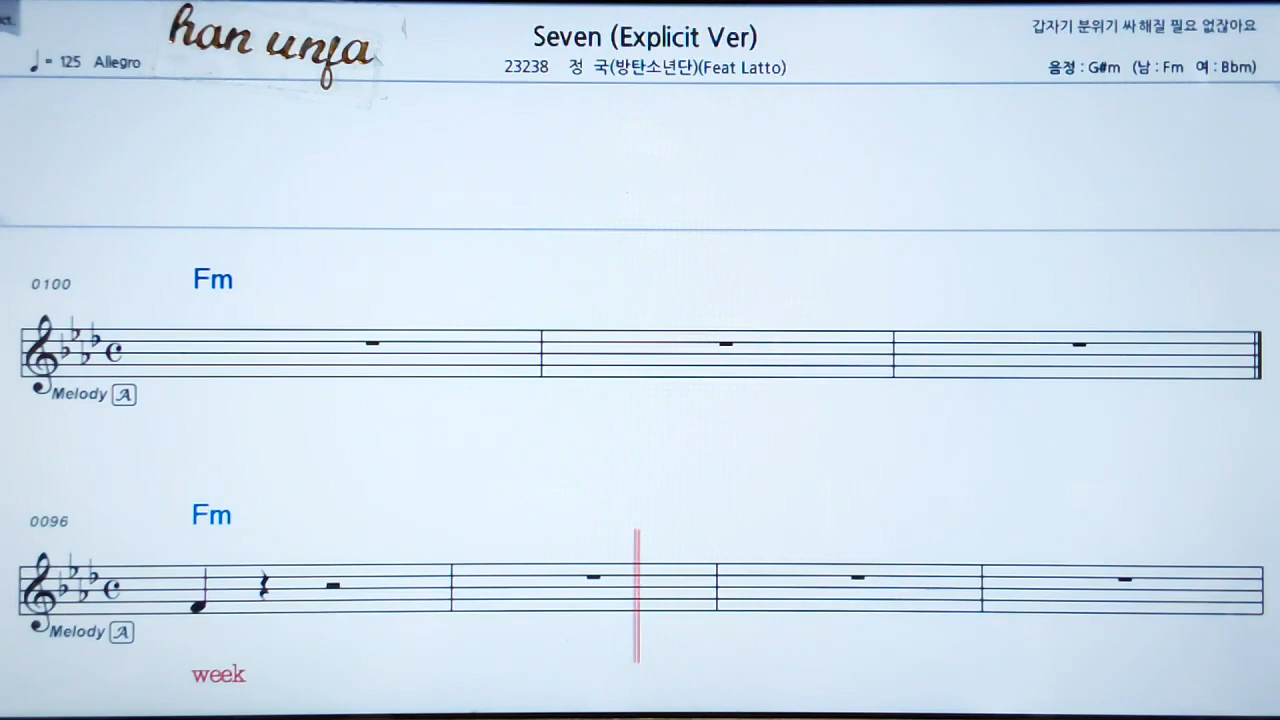 han unfa
Seven (Explicit Ver)
갑자기 분위기 싸해질 필요 없잖아요
♩= 125 Allegro
23238 정 국(방탄소년단)(Feat Latto)
음정 : G#m (남 : Fm 여 : Bbm)
0100
Fm
Melody A
0096
Fm
Melody A
week